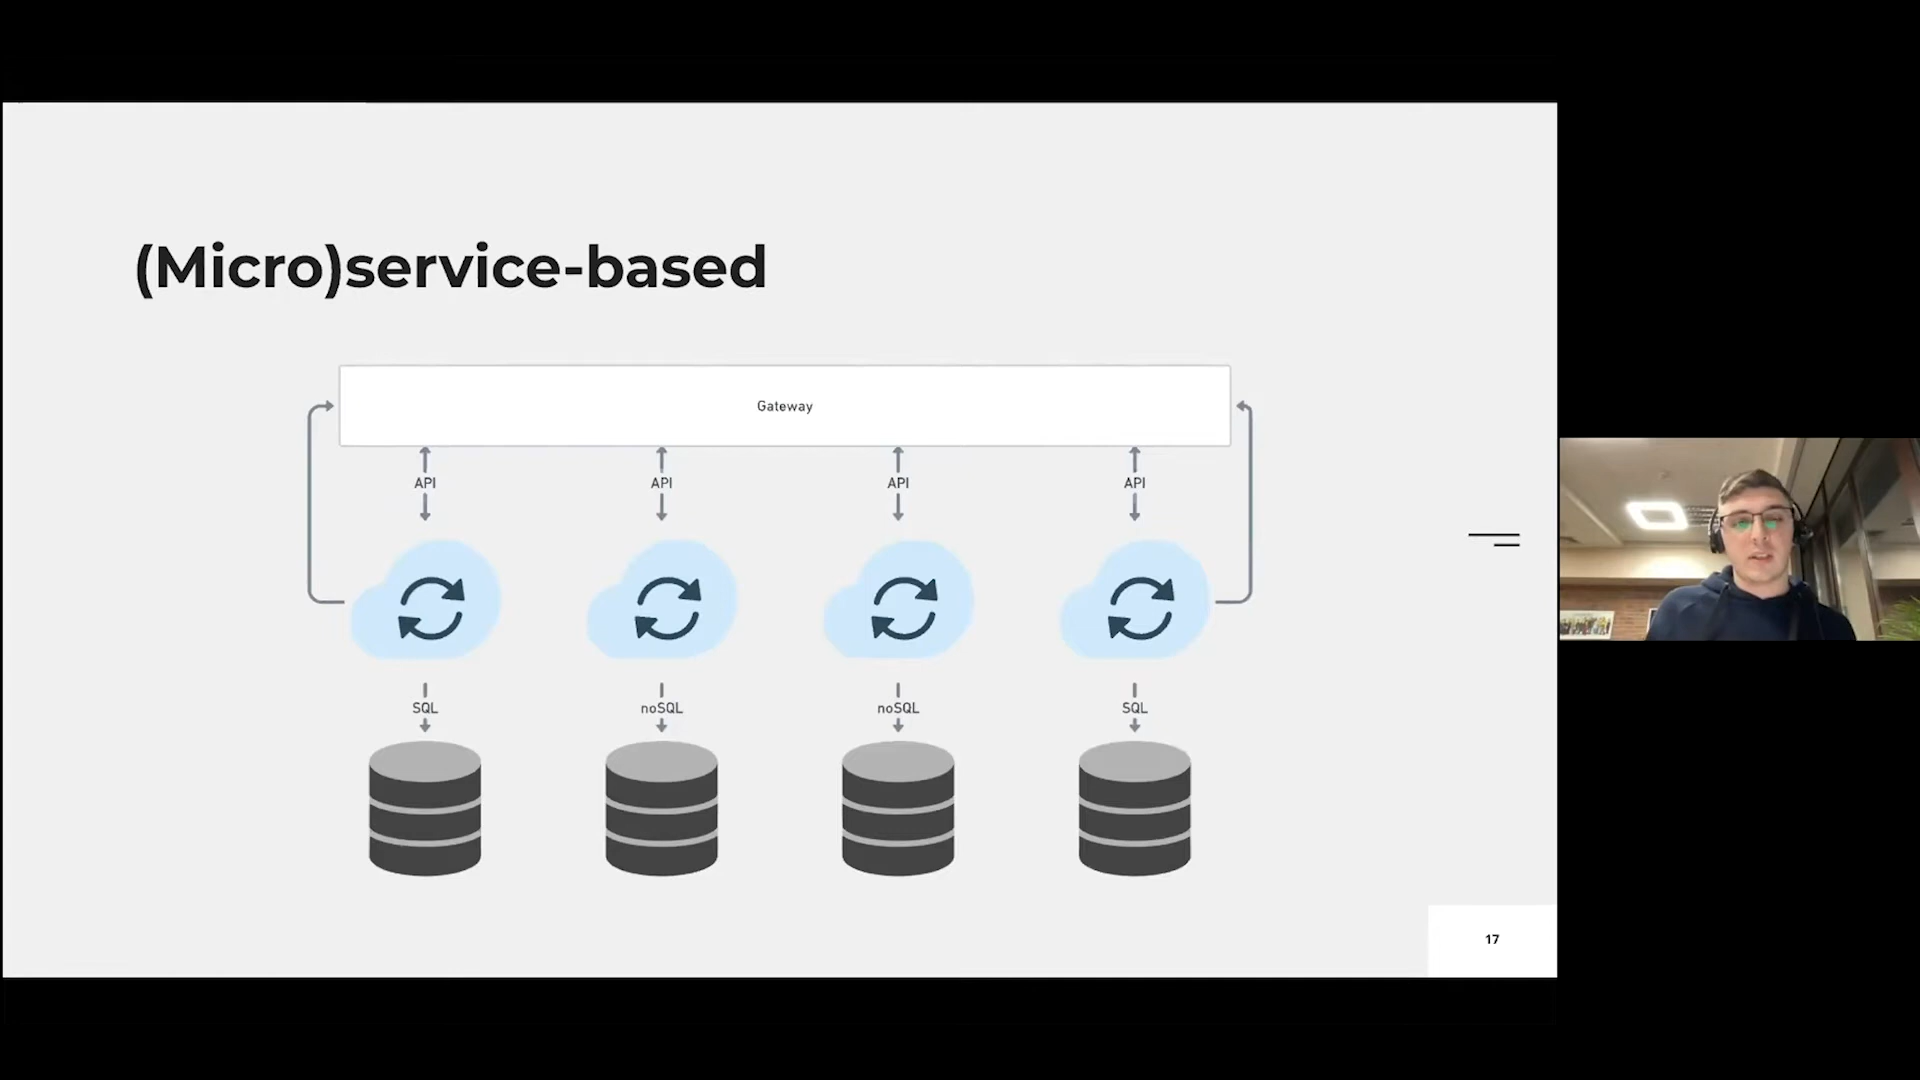 (Micro)service-based
Gateway
API API API API
SQL noSQL noSQL SQL
17